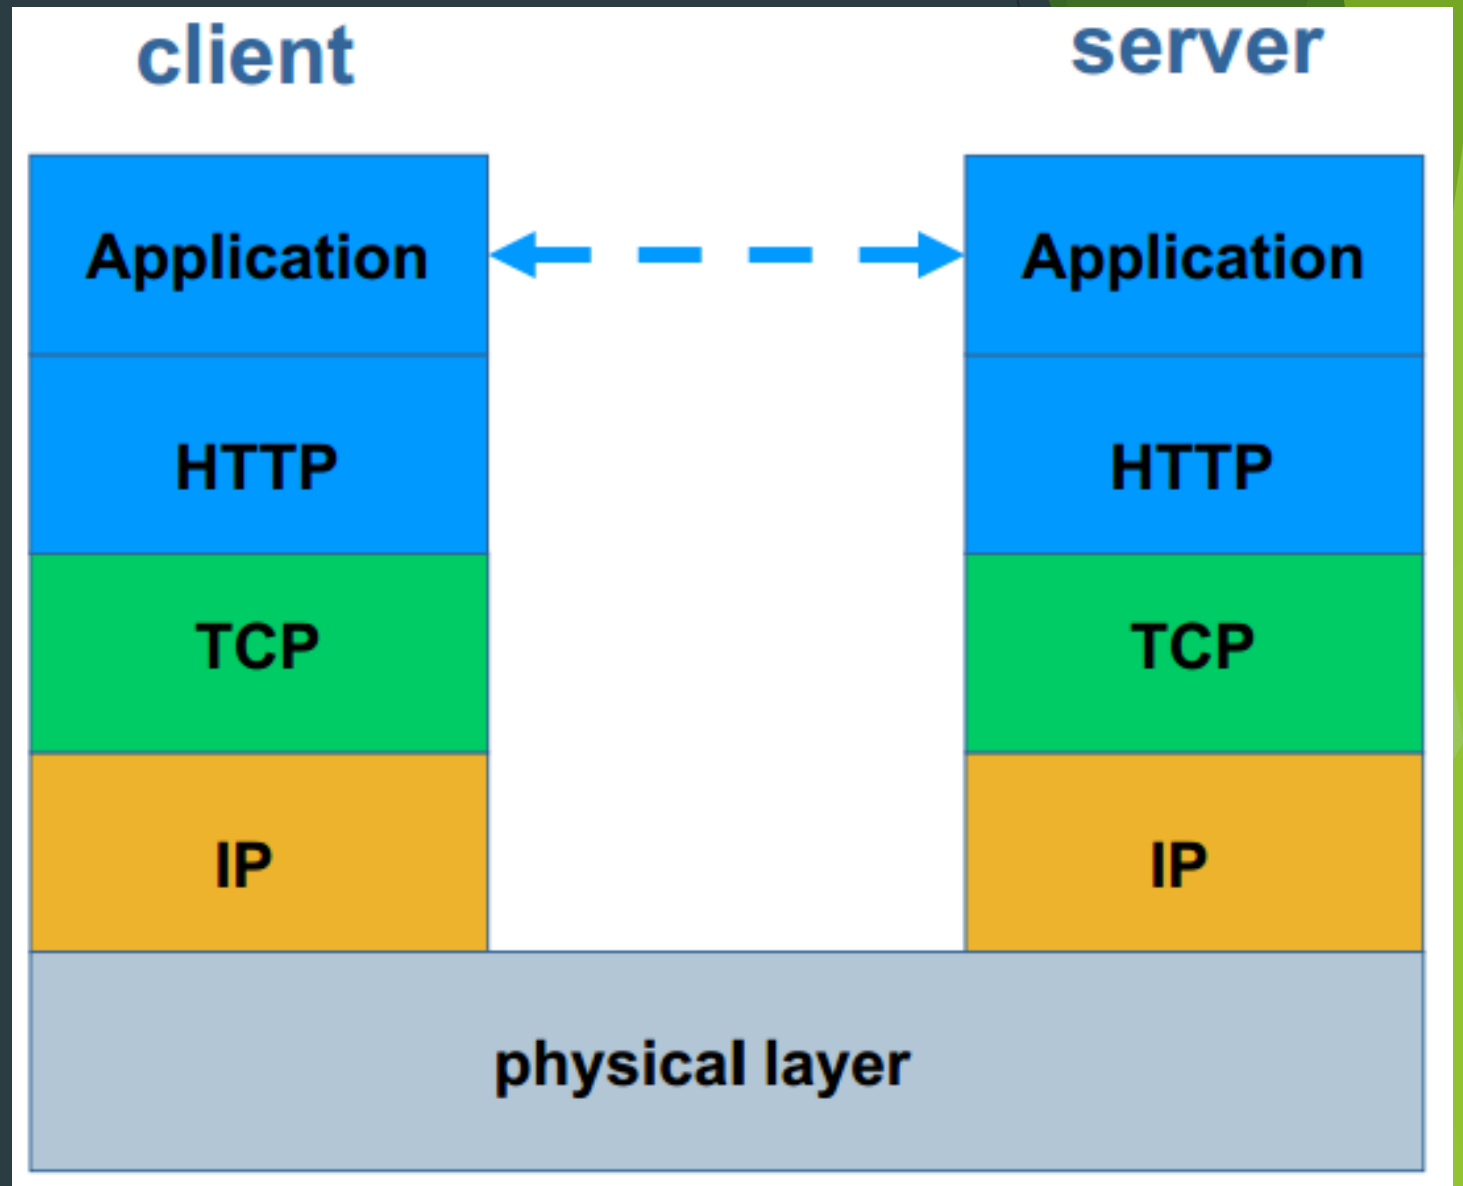 client
server
Application
Application
HTTP
HTTP
TCP
TCP
IP
IP
physical layer